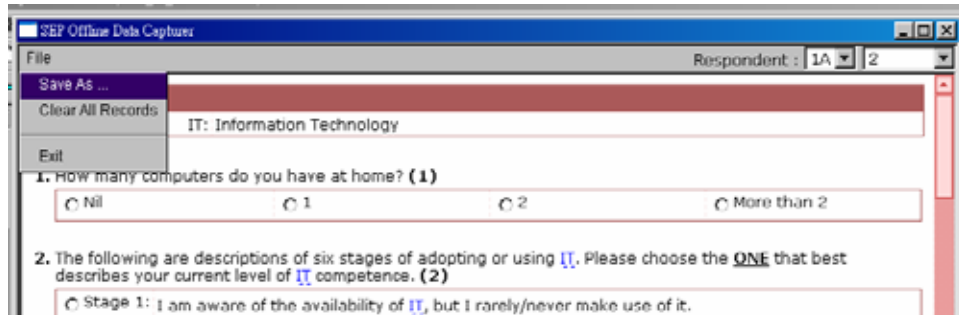 SEP Offline Data Capturer
File
Respondent : 1A 2
Save As ...
Clear All Records
IT: Information Technology
Exit
1. How many computers do you have at home? (1)
Nil 1 2 More than 2
2. The following are descriptions of six stages of adopting or using IT. Please choose the ONE that best
describes your current level of IT competence. (2)
Stage 1: I am aware of the availability of IT, but I rarely/never make use of it.